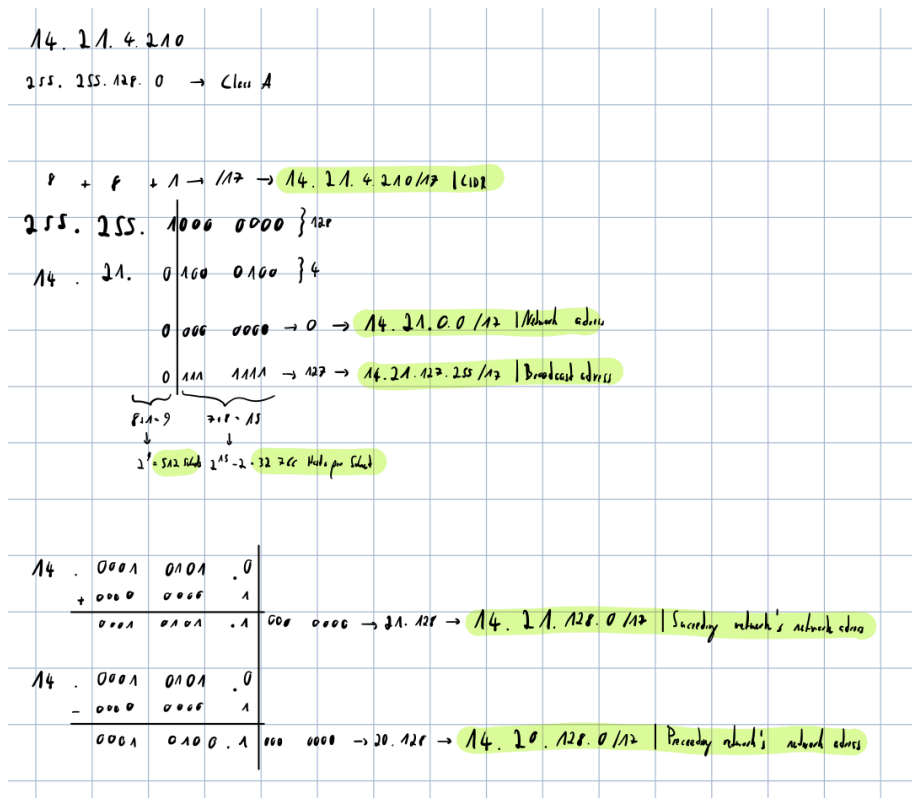 14. 21. 4. 210
255. 255. 128. 0 → Class A
8 + 8 + 1 → /17 → 14. 21. 4. 210/17 | CIDR
255. 255. 1000 0000 } 128
14 . 21. 0 100 0100 } 4
0 000 0000 → 0 → 14. 21. 0. 0 /17 | Network adress
0 111 1111 → 127 → 14. 21. 127. 255 /17 | Broadcast adress
8+1=9 7+8=15
↓ ↓
2⁹ = 512 2¹⁵-2 = 32 766 Hosts per Subnet
14 . 0001 0101 . 0
+ 0000 0000 1
0001 0101 . 1 000 0000 → 21. 128 → 14. 21. 128. 0 /17 | Succeeding network's network adress
14 . 0001 0101 . 0
- 0000 0000 1
0001 0100 . 1 000 0000 → 20. 128 → 14. 20. 128. 0 /17 | Preceeding network's network adress